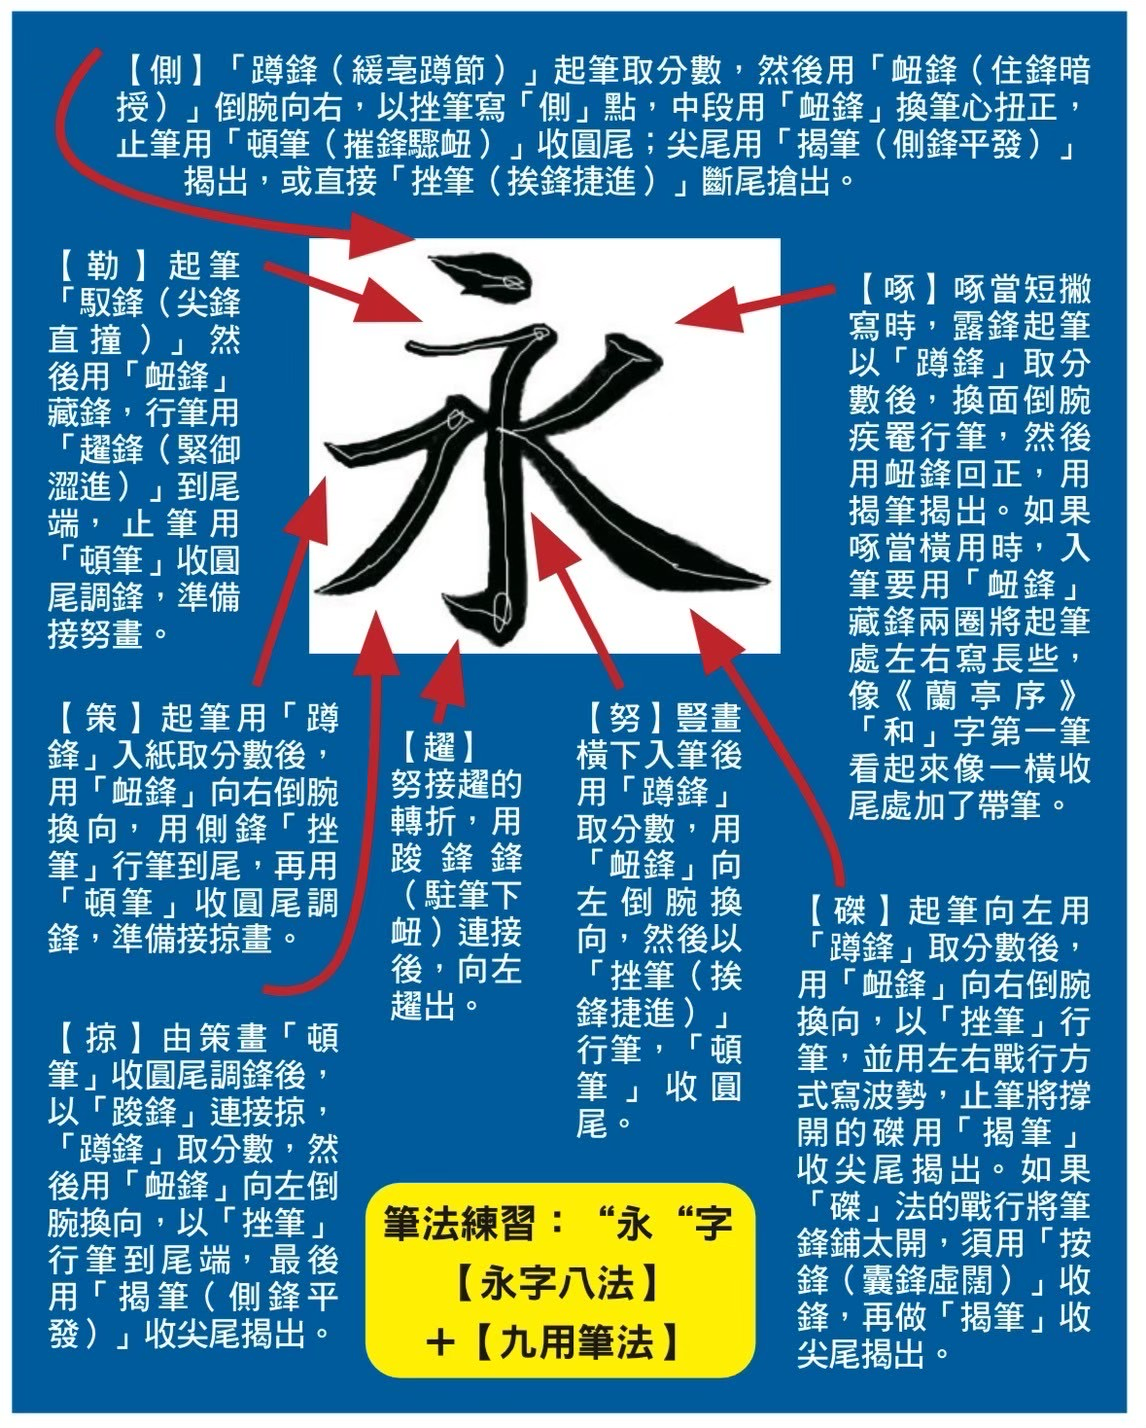 【側】「蹲鋒（緩毫蹲節）」起筆取分數，然後用「衄鋒（住鋒暗
授）」倒腕向右，以挫筆寫「側」點，中段用「衄鋒」換筆心扭正，
止筆用「頓筆（摧鋒驟衄）」收圓尾；尖尾用「揭筆（側鋒平發）」
揭出，或直接「挫筆（挨鋒捷進）」斷尾搶出。
【勒】起筆
「馭鋒（尖鋒
直撞）」然
後用「衄鋒」
藏鋒，行筆用
「趯鋒（緊御
澀進）」到尾
端，止筆用
「頓筆」收圓
尾調鋒，準備
接努畫。
【啄】啄當短撇
寫時，露鋒起筆
以「蹲鋒」取分
數後，換面倒腕
疾罨行筆，然後
用衄鋒回正，用
揭筆揭出。如果
啄當橫用時，入
筆要用「衄鋒」
藏鋒兩圈將起筆
處左右寫長些，
像《蘭亭序》
「和」字第一筆
看起來像一橫收
尾處加了帶筆。
【策】起筆用「蹲
鋒」入紙取分數後，
用「衄鋒」向右倒腕
換向，用側鋒「挫
筆」行筆到尾，再用
「頓筆」收圓尾調
鋒，準備接掠畫。
【趯】
努接趯的
轉折，用
踆鋒鋒
（駐筆下
衄）連接
後，向左
趯出。
【努】豎畫
橫下入筆後
用「蹲鋒」
取分數，用
「衄鋒」向
左倒腕換
向，然後以
「挫筆（挨
鋒捷進）」
行筆，「頓
筆」收圓
尾。
【磔】起筆向左用
「蹲鋒」取分數後，
用「衄鋒」向右倒腕
換向，以「挫筆」行
筆，並用左右戰行方
式寫波勢，止筆將撐
開的磔用「揭筆」
收尖尾揭出。如果
「磔」法的戰行將筆
鋒鋪太開，須用「按
鋒（囊鋒虛闊）」收
鋒，再做「揭筆」收
尖尾揭出。
【掠】由策畫「頓
筆」收圓尾調鋒後，
以「踆鋒」連接掠，
「蹲鋒」取分數，然
後用「衄鋒」向左倒
腕換向，以「挫筆」
行筆到尾端，最後
用「揭筆（側鋒平
發）」收尖尾揭出。
永
筆法練習：“永“字
【永字八法】
＋【九用筆法】